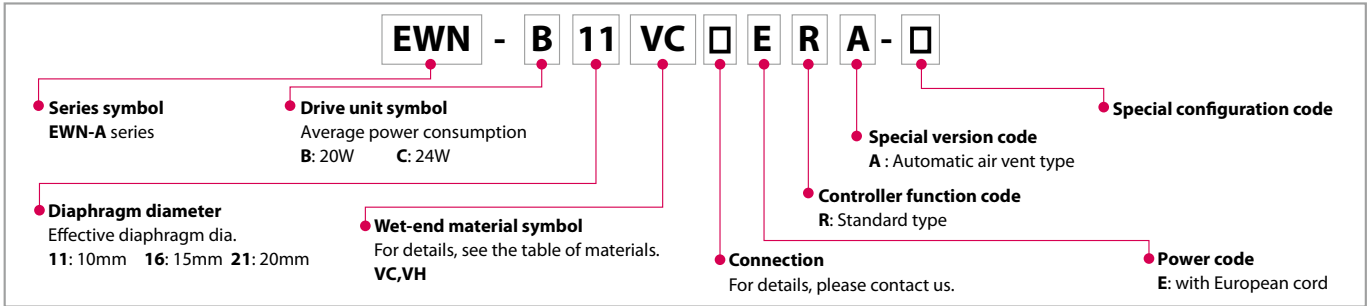 EWN - B 11 VC □ E R A - □
Series symbol
EWN-A series
Drive unit symbol
Average power consumption
B: 20W C: 24W
Special configuration code
Special version code
A : Automatic air vent type
Controller function code
R: Standard type
Diaphragm diameter
Effective diaphragm dia.
11: 10mm 16: 15mm 21: 20mm
Wet-end material symbol
For details, see the table of materials.
VC,VH
Connection
For details, please contact us.
Power code
E: with European cord